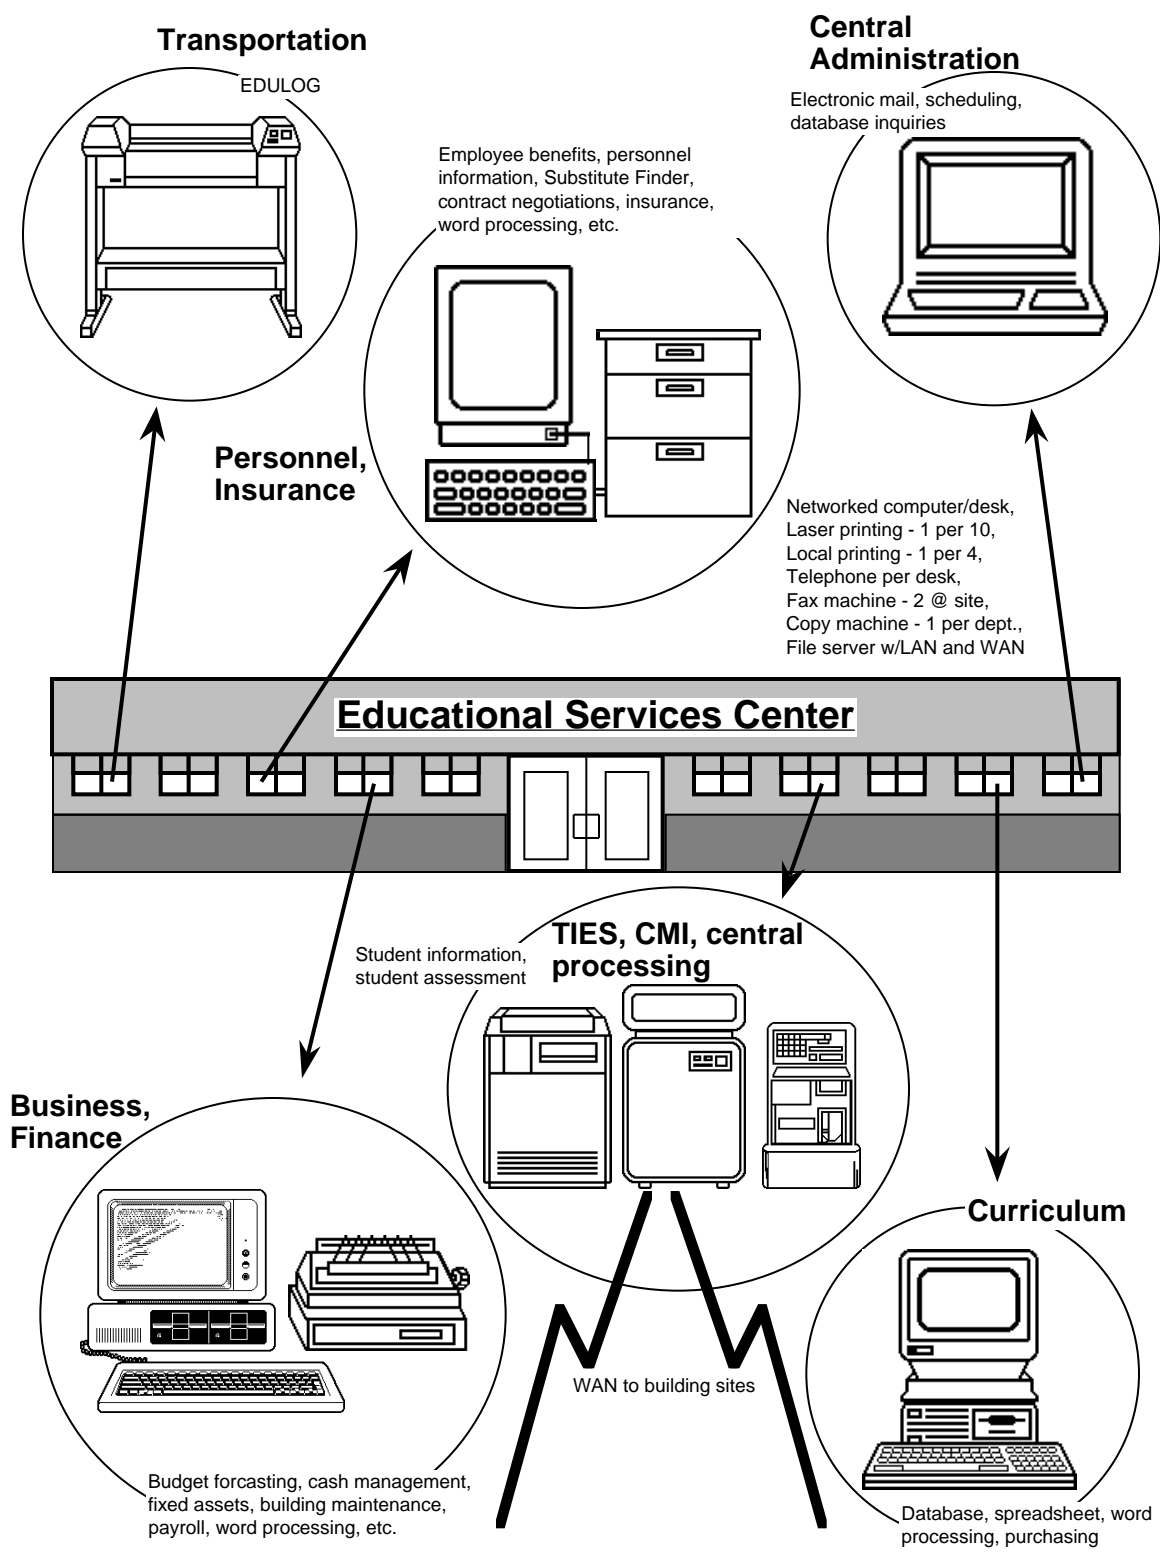 Transportation
EDULOG
Central
Administration
Electronic mail, scheduling,
database inquiries
Employee benefits, personnel
information, Substitute Finder,
contract negotiations, insurance,
word processing, etc.
Personnel,
Insurance
Networked computer/desk,
Laser printing - 1 per 10,
Local printing - 1 per 4,
Telephone per desk,
Fax machine - 2 @ site,
Copy machine - 1 per dept.,
File server w/LAN and WAN
Educational Services Center
TIES, CMI, central
processing
Student information,
student assessment
Business,
Finance
Curriculum
WAN to building sites
Budget forcasting, cash management,
fixed assets, building maintenance,
payroll, word processing, etc.
Database, spreadsheet, word
processing, purchasing